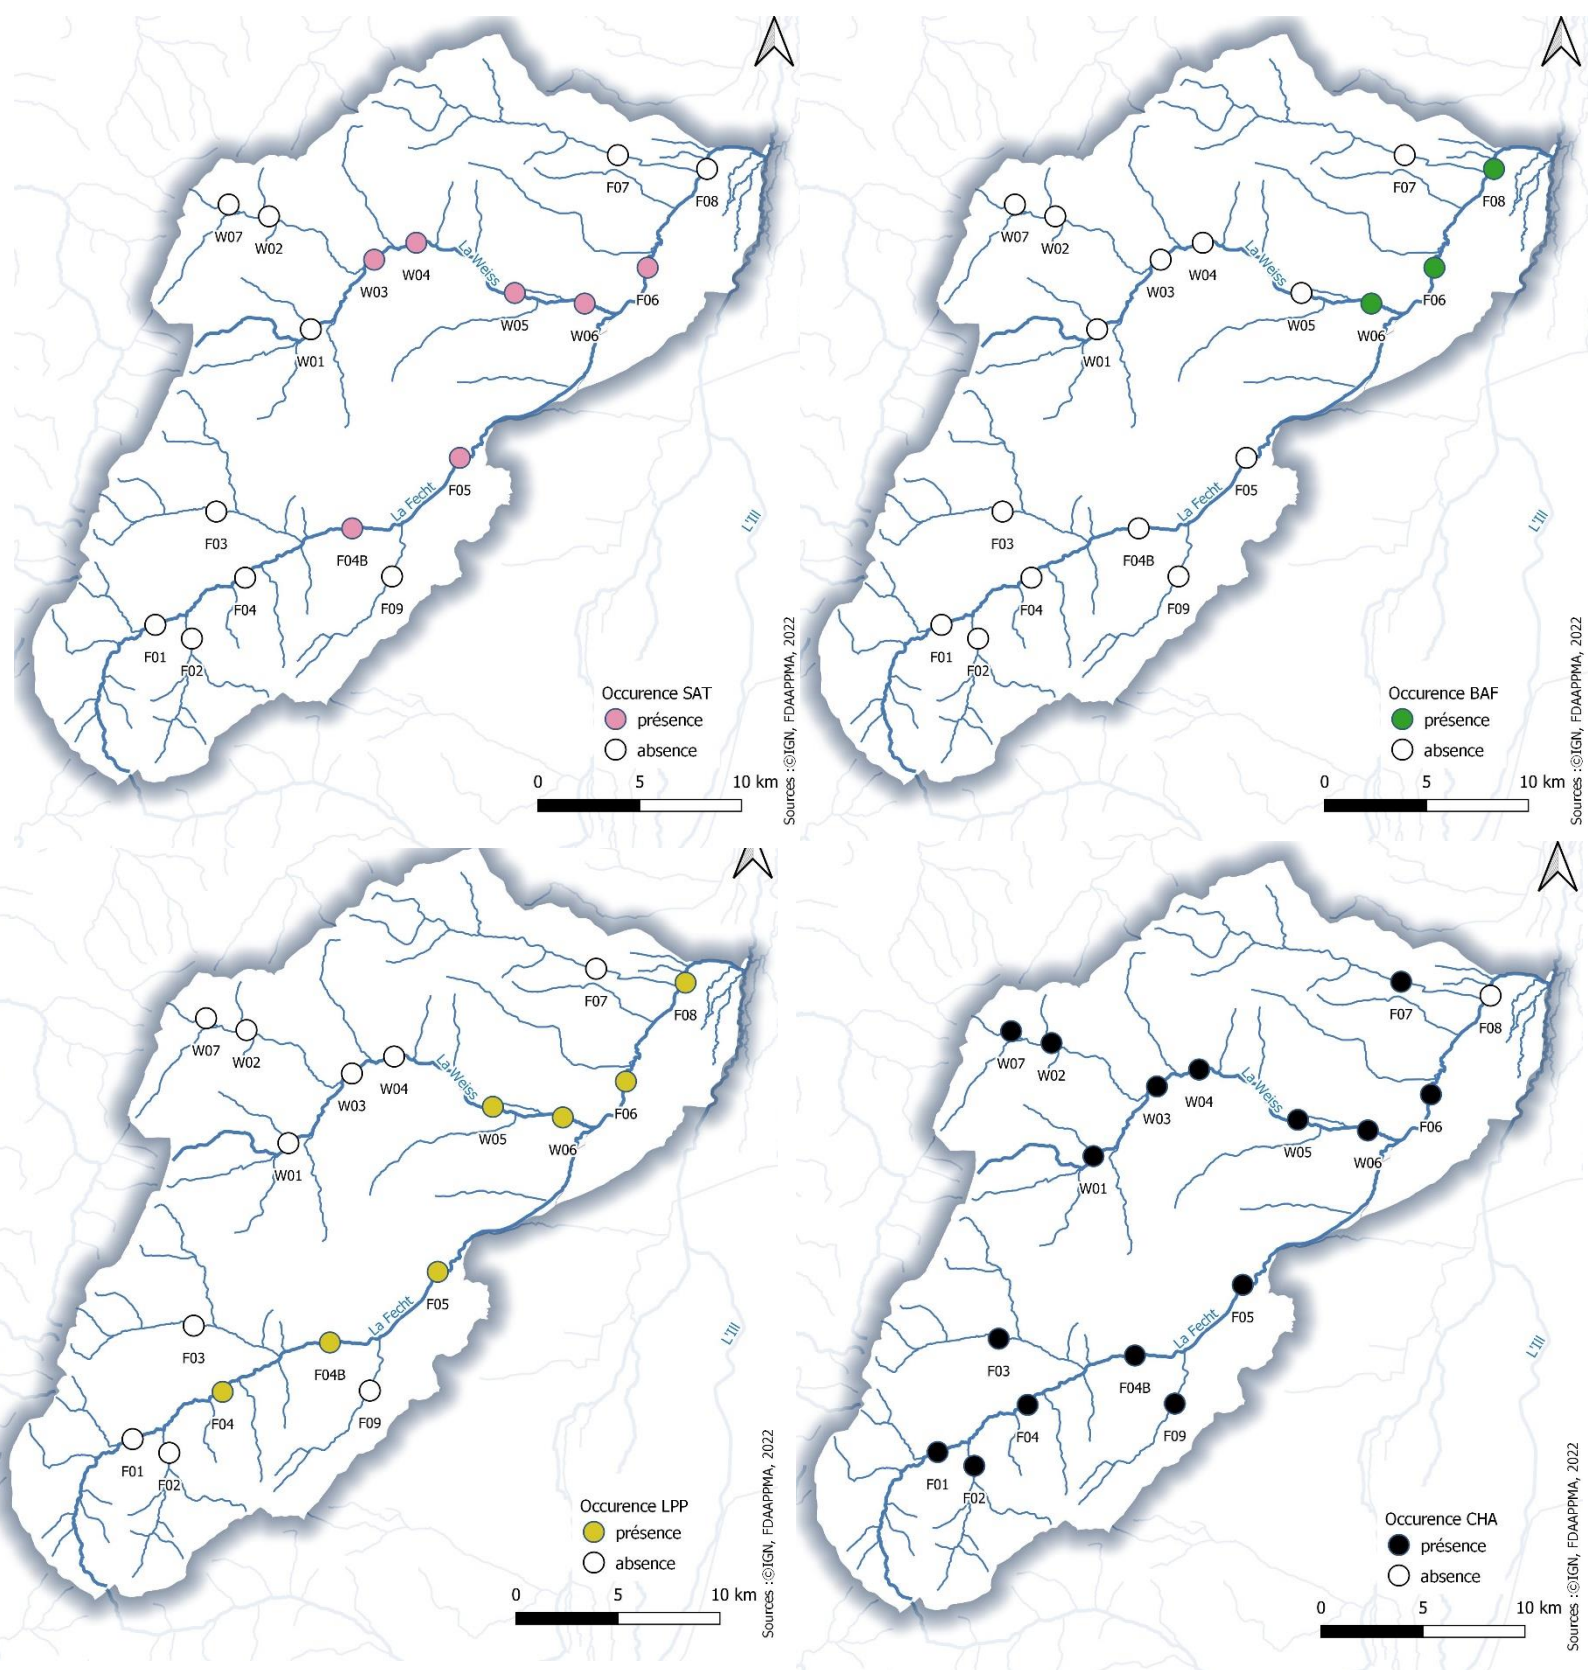 F07
F08
W07
W02
La Weiss
W04
W03
F06
W05
W06
W01
F05
La Fecht
L'Ill
F03
F04B
F04
F09
F01
F02
Occurence SAT
présence
absence
0 5 10 km
Sources :©IGN, FDAAPPMA, 2022
F07
F08
W07
W02
La Weiss
W04
W03
F06
W05
W06
W01
F05
La Fecht
L'Ill
F03
F04B
F04
F09
F01
F02
Occurence BAF
présence
absence
0 5 10 km
Sources :©IGN, FDAAPPMA, 2022
F07
F08
W07
W02
La Weiss
W04
W03
F06
W05
W06
W01
F05
La Fecht
L'Ill
F03
F04B
F04
F09
F01
F02
Occurence LPP
présence
absence
0 5 10 km
Sources :©IGN, FDAAPPMA, 2022
F07
F08
W07
W02
La Weiss
W04
W03
F06
W05
W06
W01
F05
La Fecht
L'Ill
F03
F04B
F04
F09
F01
F02
Occurence CHA
présence
absence
0 5 10 km
Sources :©IGN, FDAAPPMA, 2022